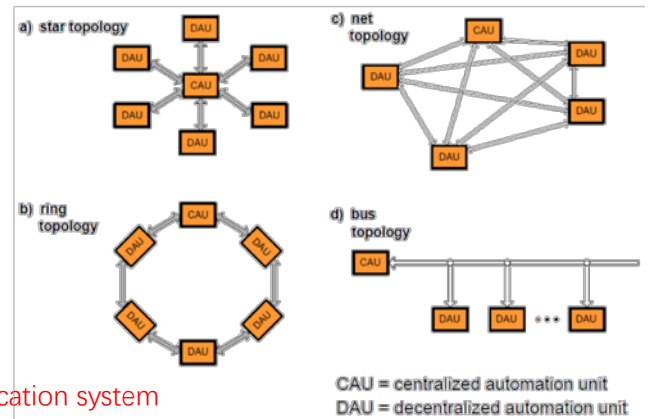 a) star topology
DAU
DAU
DAU
CAU
DAU
DAU
DAU
b) ring
topology
CAU
DAU
DAU
DAU
DAU
DAU
c) net
topology
CAU
DAU
DAU
DAU
DAU
d) bus
topology
CAU
DAU
DAU
DAU
CAU = centralized automation unit
DAU = decentralized automation unit
cation system